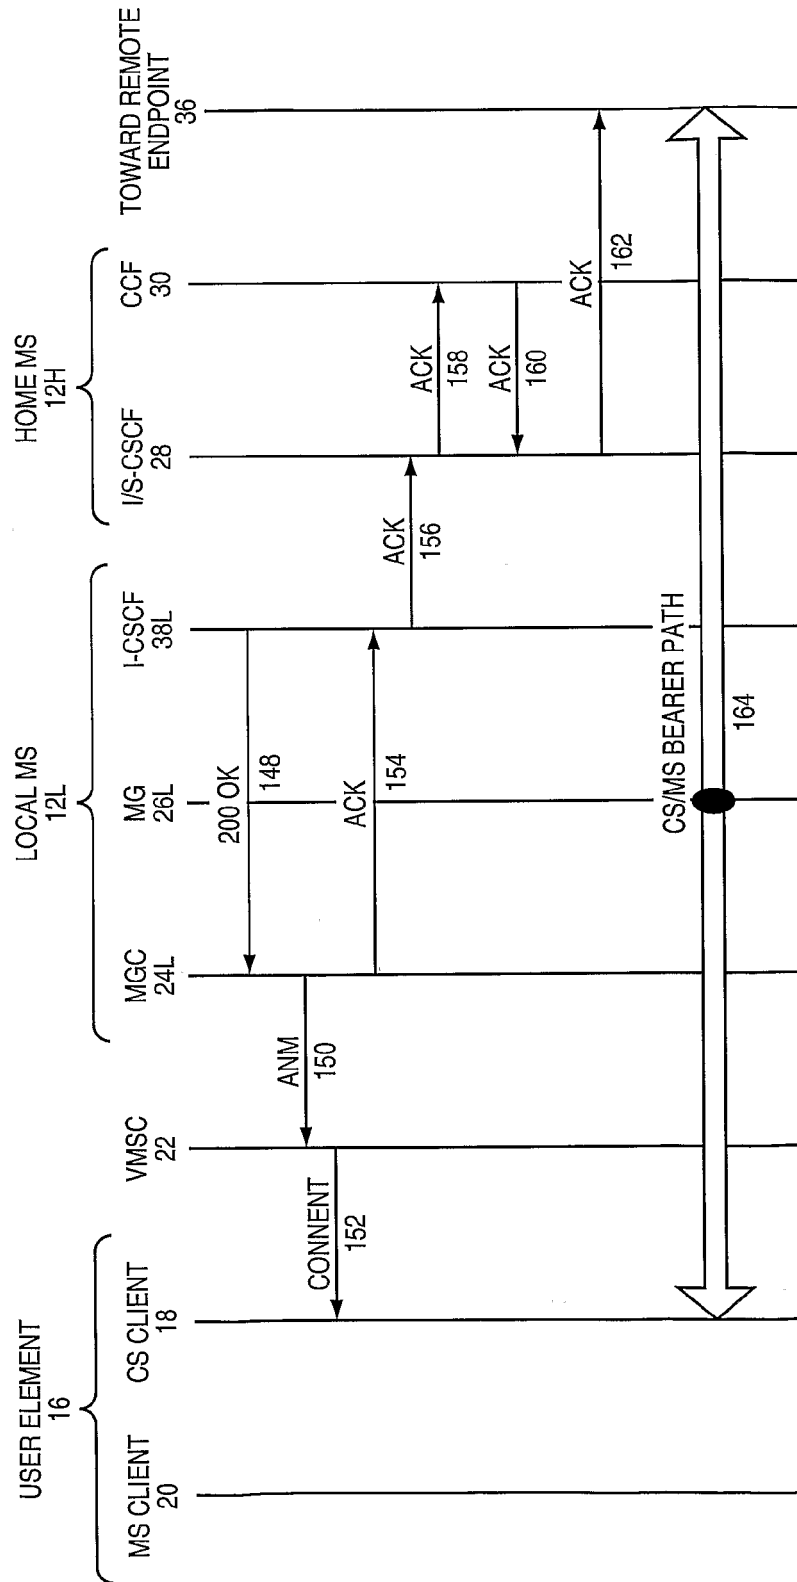 USER ELEMENT
16
LOCAL MS
12L
HOME MS
12H
MS CLIENT
20
CS CLIENT
18
VMSC
22
MGC
24L
MG
26L
I-CSCF
38L
I/S-CSCF
28
CCF
30
TOWARD REMOTE
ENDPOINT
36
200 OK
148
ANM
150
CONNENT
152
ACK
154
ACK
156
ACK
158
ACK
160
ACK
162
CS/MS BEARER PATH
164